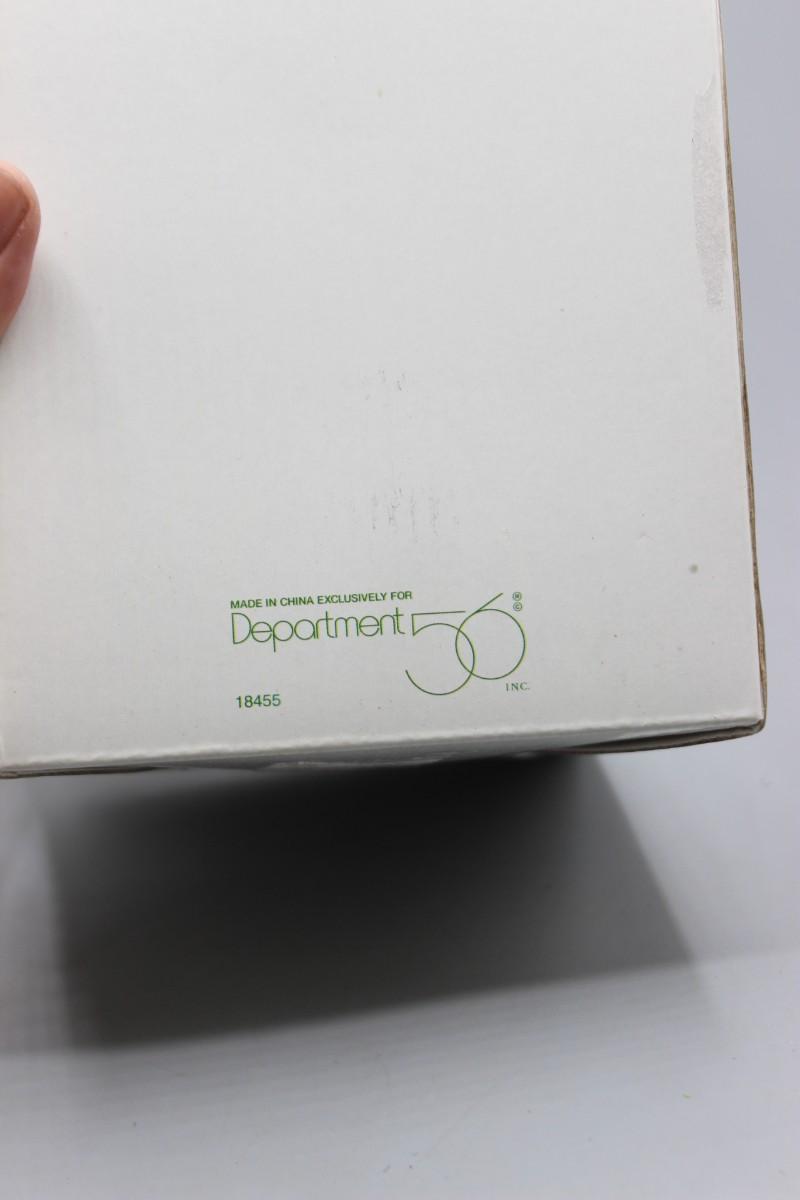 MADE IN CHINA EXCLUSIVELY FOR
Department 56 ®
©
INC.
18455